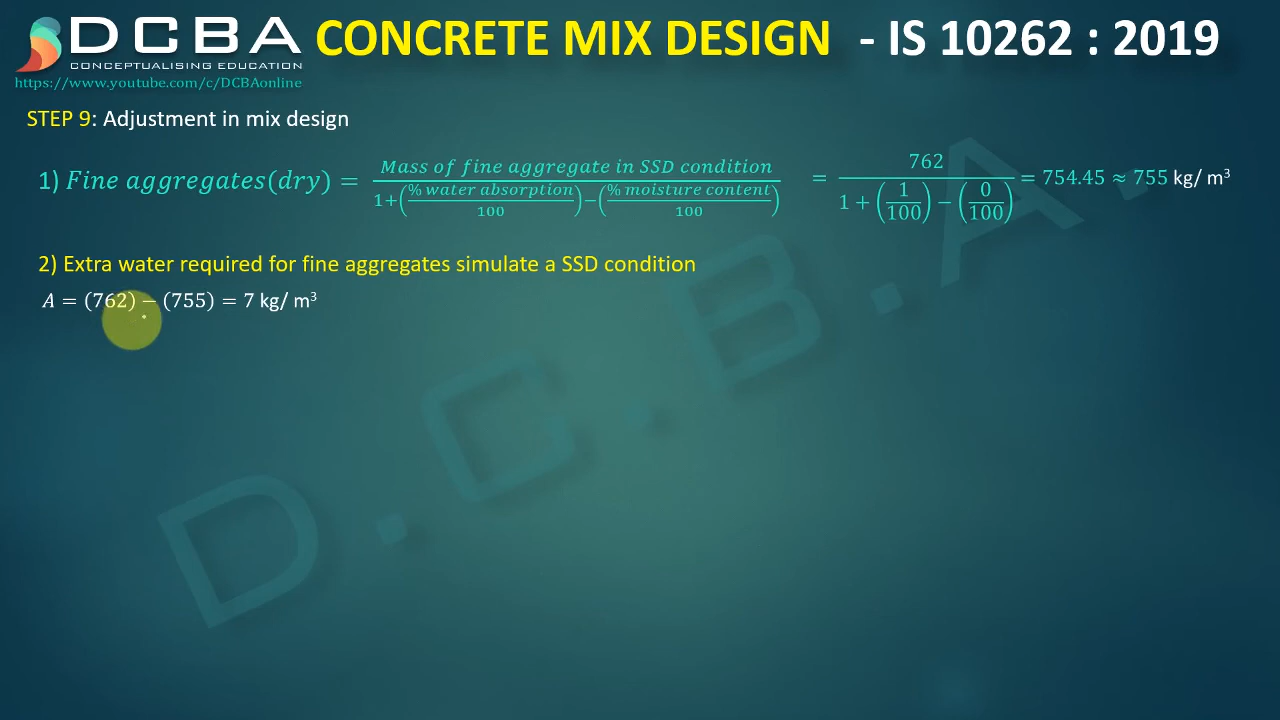 DCBA CONCRETE MIX DESIGN - IS 10262 : 2019
CONCEPTUALISING EDUCATION
https://www.youtube.com/c/DCBAonline
STEP 9: Adjustment in mix design
1) Fine aggregates(dry) = Mass of fine aggregate in SSD condition / 1+(% water absorption/100)−(% moisture content/100) = 762 / 1 + (1/100) − (0/100) = 754.45 ≈ 755 kg/ m³
2) Extra water required for fine aggregates simulate a SSD condition
A = (762) − (755) = 7 kg/ m³
D.C.B.A.